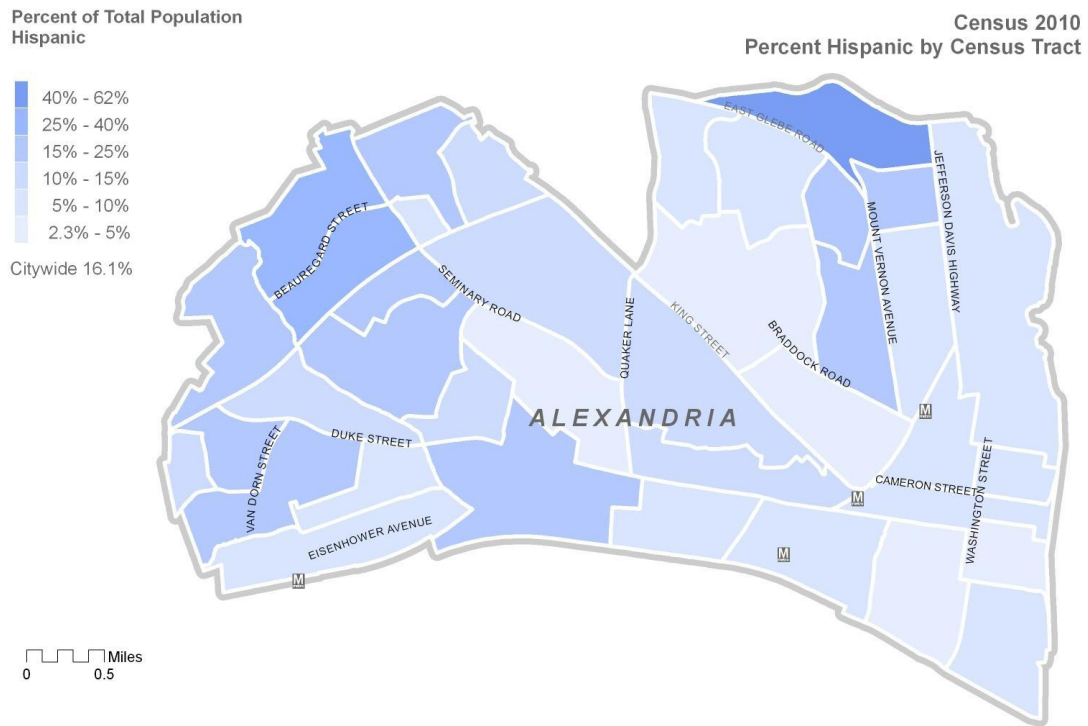 Percent of Total Population
Hispanic
Census 2010
Percent Hispanic by Census Tract
40% - 62%
25% - 40%
15% - 25%
10% - 15%
5% - 10%
2.3% - 5%
Citywide 16.1%
EAST GLEBE ROAD
JEFFERSON DAVIS HIGHWAY
MOUNT VERNON AVENUE
BEAUREGARD STREET
SEMINARY ROAD
QUAKER LANE
KING STREET
BRADDOCK ROAD
ALEXANDRIA
M
DUKE STREET
VAN DORN STREET
WASHINGTON STREET
CAMERON STREET
M
EISENHOWER AVENUE
M
M
Miles
0 0.5